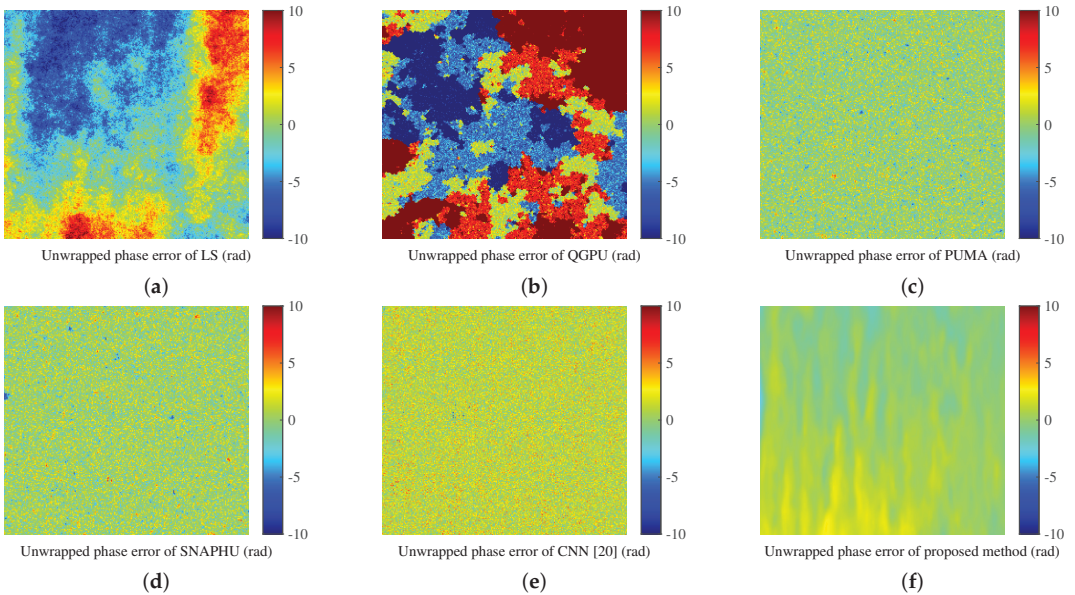 10
5
0
-5
-10
Unwrapped phase error of LS (rad)
(a)
10
5
0
-5
-10
Unwrapped phase error of QGPU (rad)
(b)
10
5
0
-5
-10
Unwrapped phase error of PUMA (rad)
(c)
10
5
0
-5
-10
Unwrapped phase error of SNAPHU (rad)
(d)
10
5
0
-5
-10
Unwrapped phase error of CNN [20] (rad)
(e)
10
5
0
-5
-10
Unwrapped phase error of proposed method (rad)
(f)